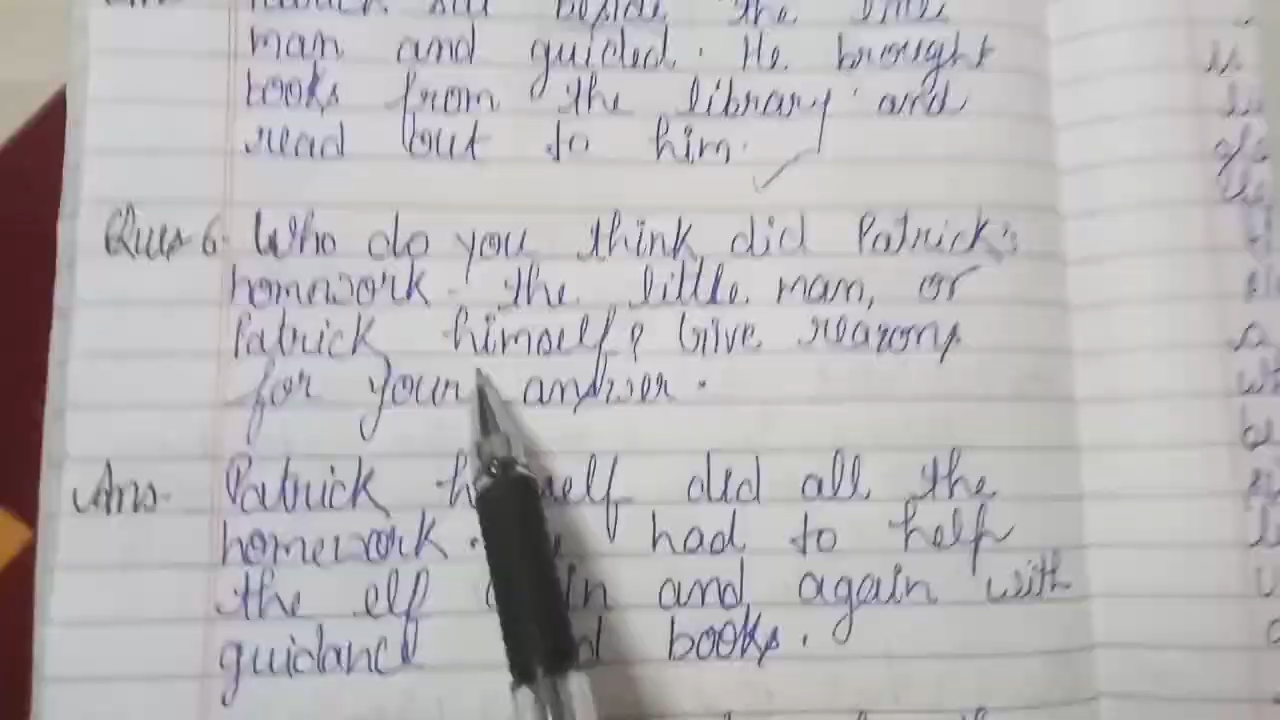 man and guided. He brought
books from the library and
read out to him.
Ques 6. Who do you think did Patrick's
homework - the little man, or
Patrick himself? Give reasons
for your answer.
Ans. Patrick self did all the
homework. had to help
the elf and again with
guidance books.